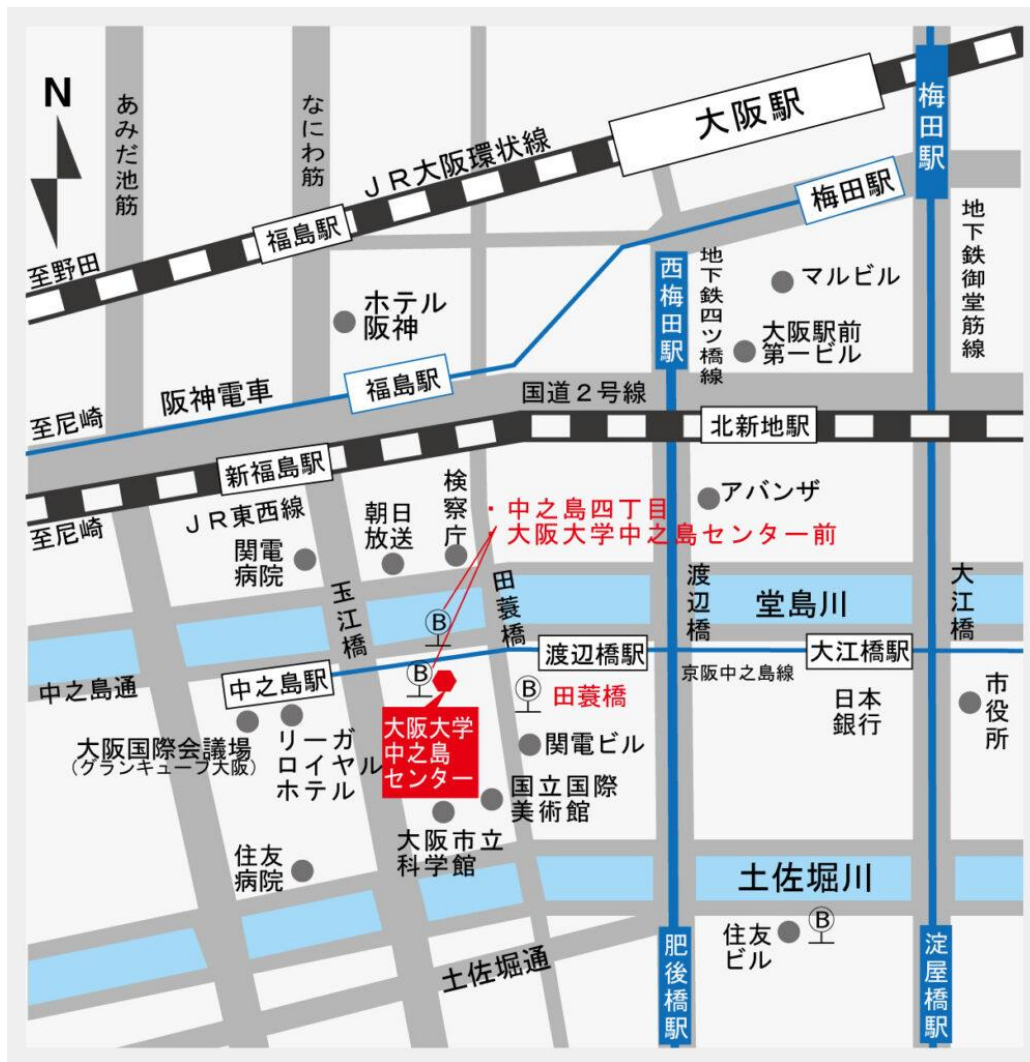 N
あみだ池筋
なにわ筋
ＪＲ大阪環状線
大阪駅
梅田駅
福島駅
梅田駅
至野田
西梅田駅
地下鉄四ツ橋線
地下鉄御堂筋線
マルビル
ホテル
阪神
大阪駅前
第一ビル
阪神電車
福島駅
国道２号線
至尼崎
北新地駅
新福島駅
至尼崎
ＪＲ東西線
朝日
放送
検察庁
・中之島四丁目
・大阪大学中之島センター前
アバンザ
関電
病院
玉江橋
田蓑橋
渡辺橋
堂島川
大江橋
B
中之島通
中之島駅
渡辺橋駅
京阪中之島線
大江橋駅
B
B
田蓑橋
日本
銀行
市役所
大阪国際会議場
（グランキューブ大阪）
リーガ
ロイヤル
ホテル
大阪大学
中之島
センター
関電ビル
国立国際
美術館
大阪市立
科学館
住友
病院
土佐堀川
土佐堀通
肥後橋駅
住友
ビル
B
淀屋橋駅